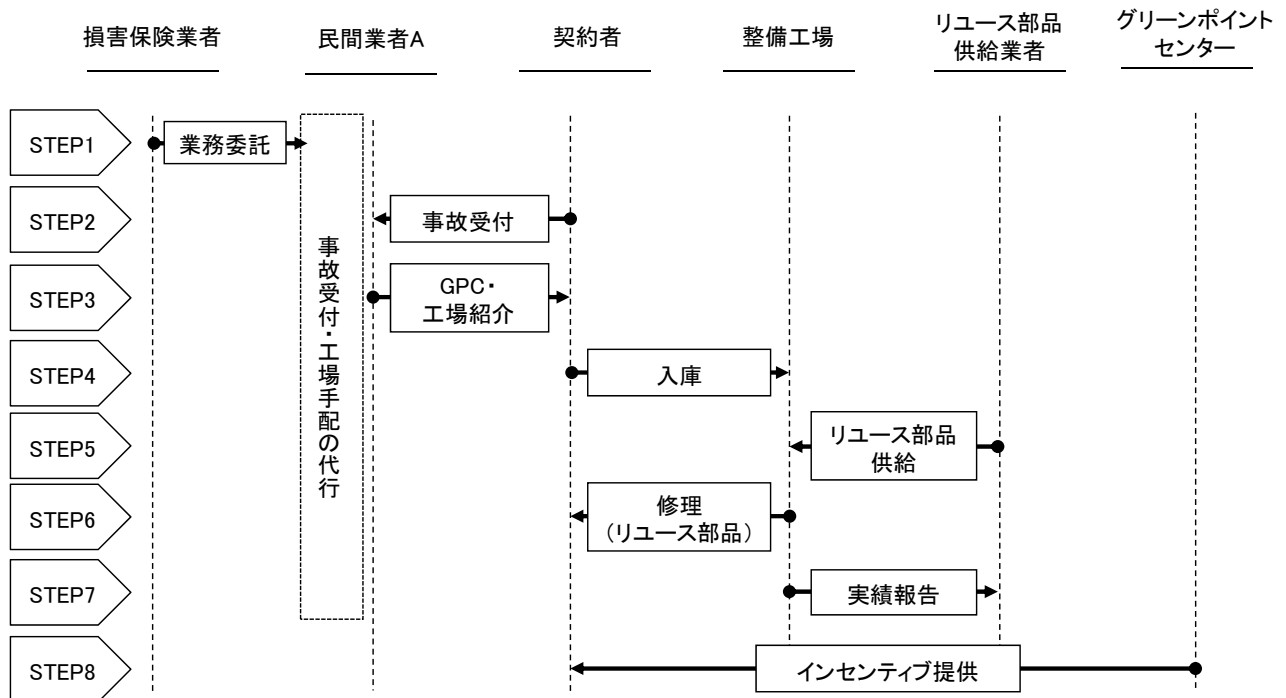 損害保険業者
民間業者A
契約者
整備工場
リユース部品
供給業者
グリーンポイント
センター
STEP1
業務委託
STEP2
事故受付
STEP3
GPC・
工場紹介
事故受付・工場手配の代行
STEP4
入庫
STEP5
リユース部品
供給
STEP6
修理
(リユース部品)
STEP7
実績報告
STEP8
インセンティブ提供